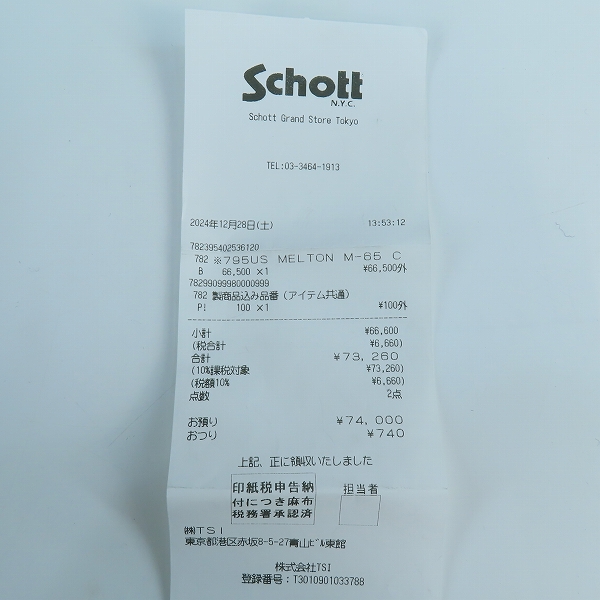 Schott
N.Y.C.
Schott Grand Store Tokyo
TEL:03-3464-1913
2024年12月28日(土) 13:53:12
782395402536120
782 ※795US MELTON M-65 C
B 66,500 ×1 ¥66,500外
7829909980000999
782 製商品込み品番(アイテム共通)
P! 100 ×1 ¥100外
小計 ¥66,600
(税合計 ¥6,660)
合計 ¥73,260
(10%課税対象 ¥73,260)
(税額10% ¥6,660)
点数 2点
お預り ¥74,000
おつり ¥740
上記、正に領収いたしました
印紙税申告納
付につき麻布
税務署承認済
担当者
㈱TSI
東京都港区赤坂8-5-27青山ビル東館
株式会社TSI
登録番号:T3010901033788